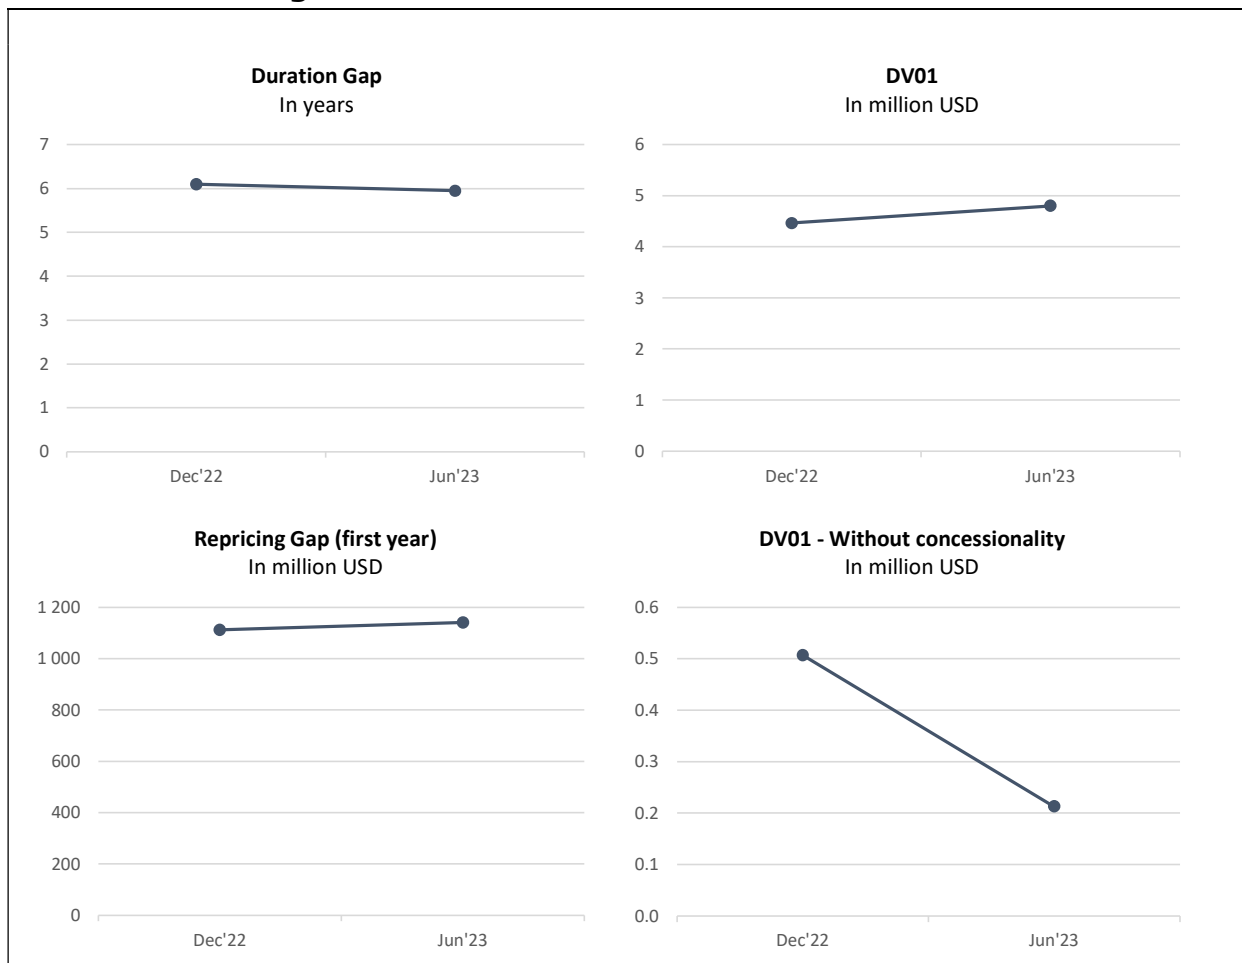 Duration Gap
In years
7
6
5
4
3
2
1
0
Dec'22 Jun'23
DV01
In million USD
6
5
4
3
2
1
0
Dec'22 Jun'23
Repricing Gap (first year)
In million USD
1 200
1 000
800
600
400
200
0
Dec'22 Jun'23
DV01 - Without concessionality
In million USD
0.6
0.5
0.4
0.3
0.2
0.1
0.0
Dec'22 Jun'23